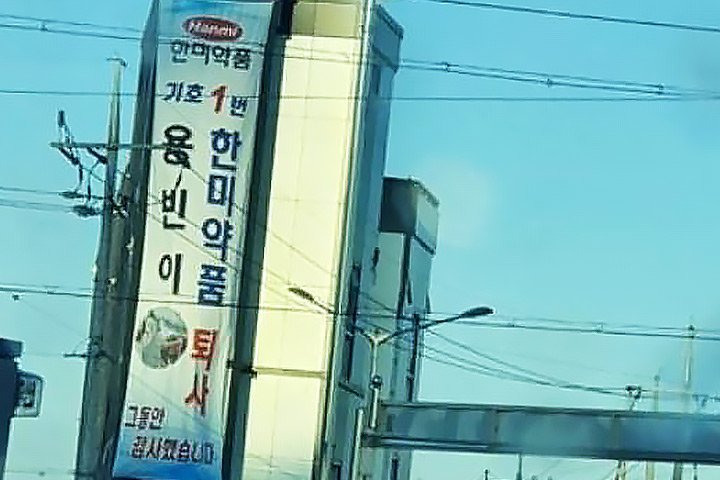 Hanmi
한미약품
기호 1번
한미약품 퇴사
용빈이
그동안
감사했습니다